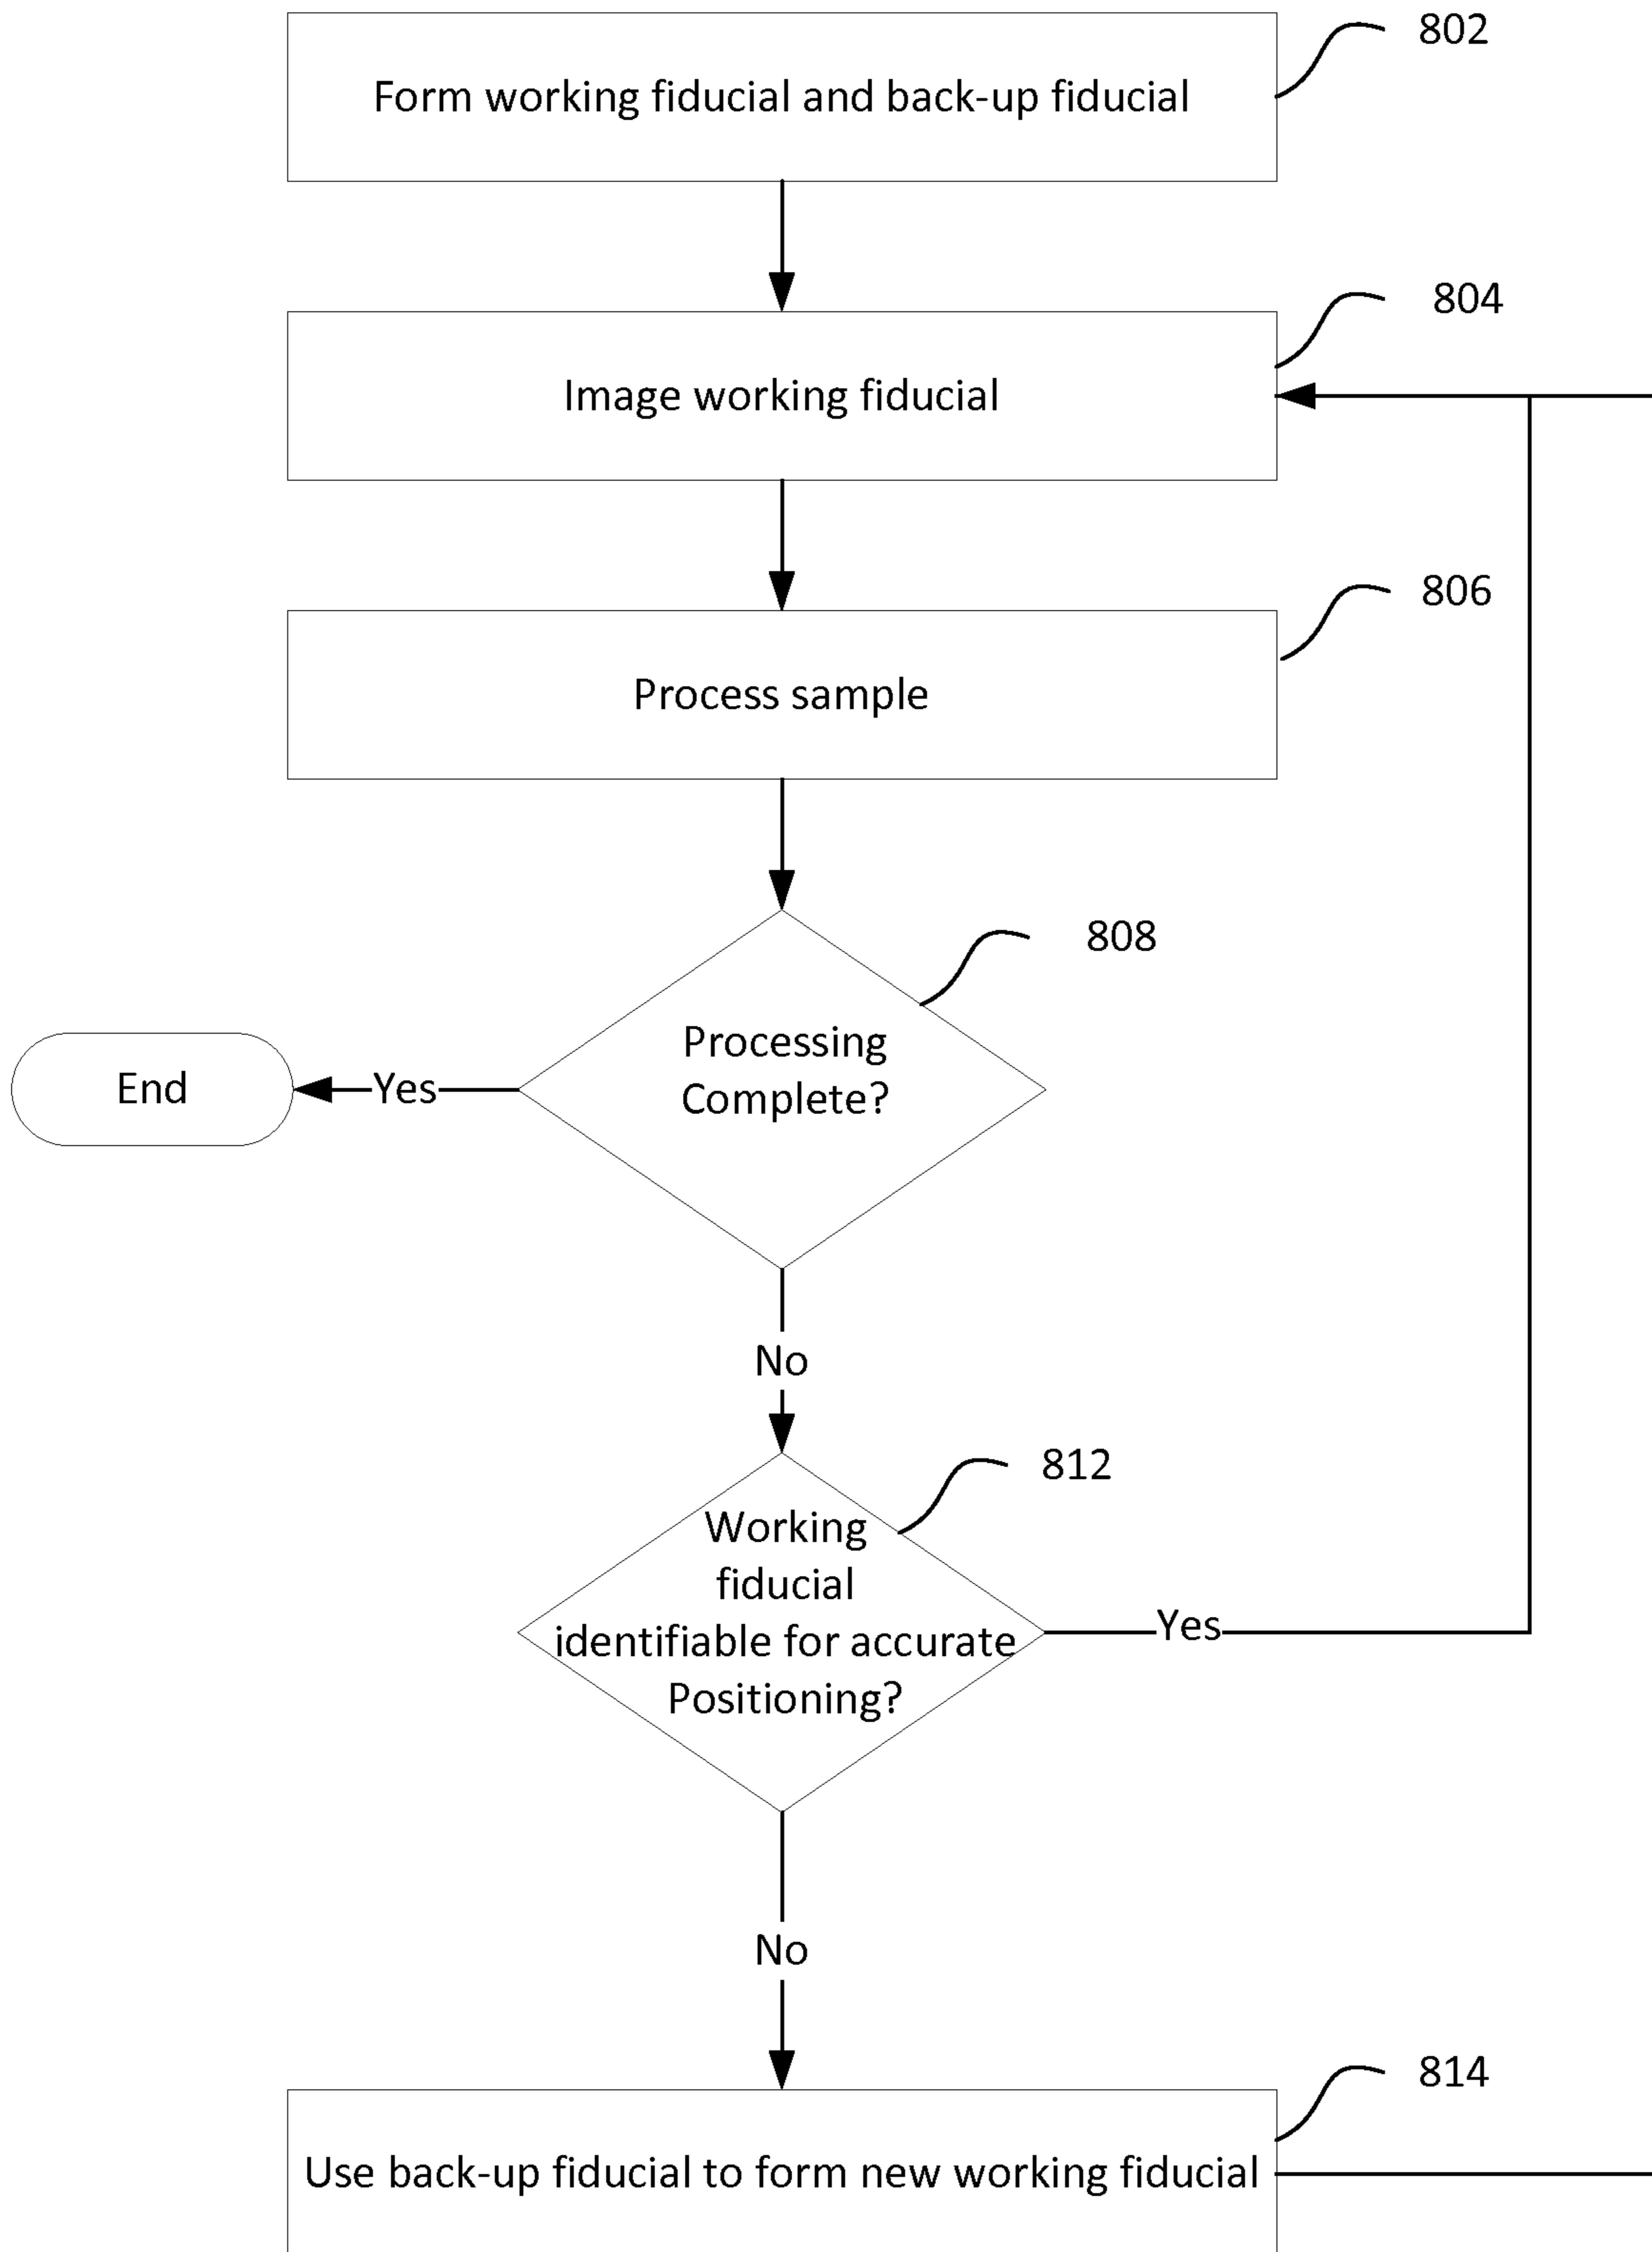 802
Form working fiducial and back-up fiducial
804
Image working fiducial
806
Process sample
808
Processing
Complete?
End
Yes
No
812
Working
fiducial
identifiable for accurate
Positioning?
Yes
No
814
Use back-up fiducial to form new working fiducial